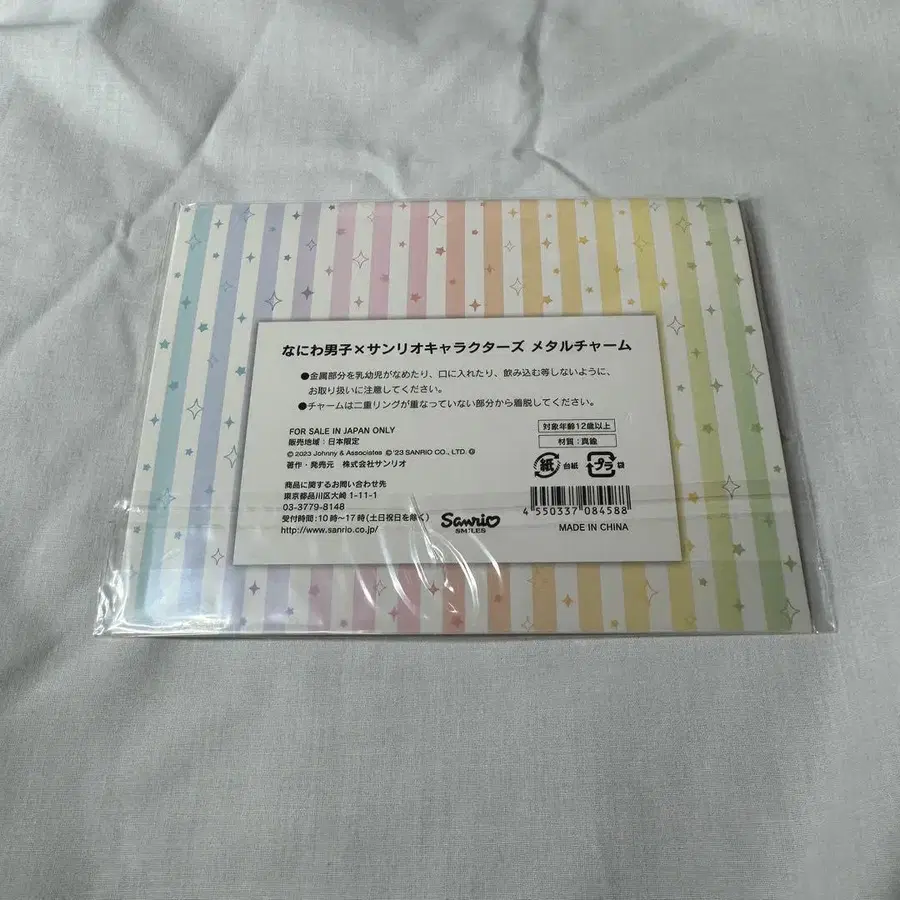 なにわ男子×サンリオキャラクターズ メタルチャーム
●金属部分を乳幼児がなめたり、口に入れたり、飲み込む等しないように、
お取り扱いに注意してください。
●チャームは二重リングが重なっていない部分から着脱してください。
FOR SALE IN JAPAN ONLY
販売地域：日本限定
© 2023 Johnny & Associates © '23 SANRIO CO., LTD. Ⓖ
著作・発売元 株式会社サンリオ
対象年齢12歳以上
材質：真鍮
紙 台紙 プラ 袋
商品に関するお問い合わせ先
東京都品川区大崎 1-11-1
03-3779-8148
受付時間：10時〜17時(土日祝日を除く)
http://www.sanrio.co.jp/
Sanrio
SMILES
4 550337 084588
MADE IN CHINA